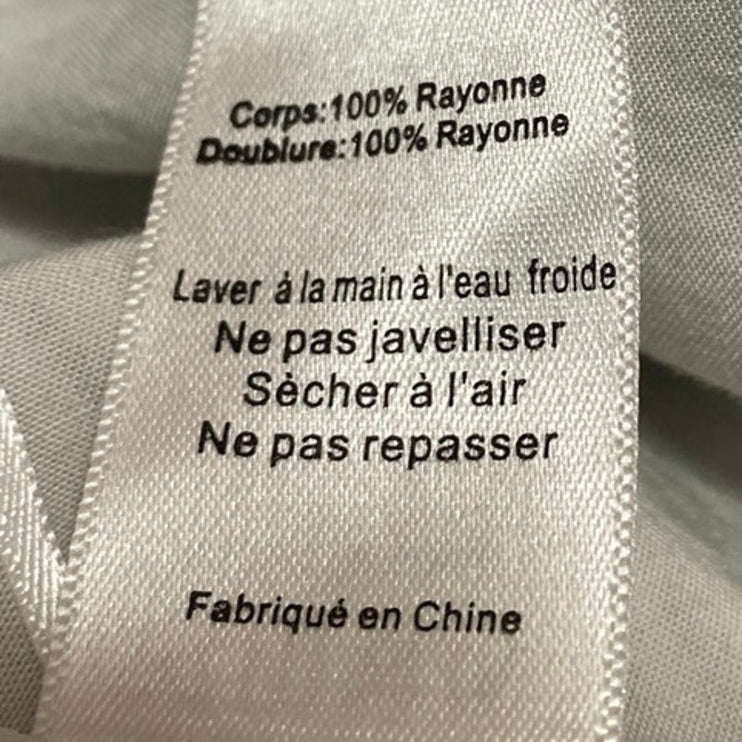 Corps:100% Rayonne
Doublure:100% Rayonne
Laver à la main à l'eau froide
Ne pas javelliser
Sècher à l'air
Ne pas repasser
Fabriqué en Chine